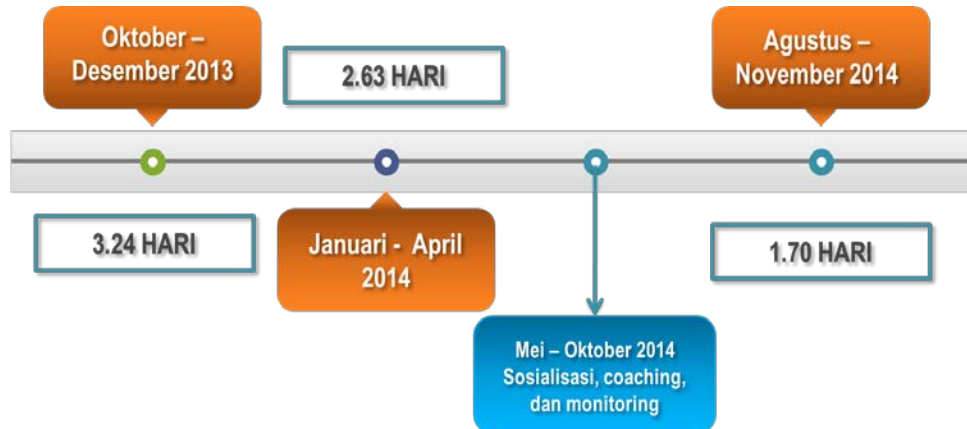 Oktober –
Desember 2013
2.63 HARI
Agustus –
November 2014
3.24 HARI
Januari - April
2014
1.70 HARI
Mei – Oktober 2014
Sosialisasi, coaching,
dan monitoring